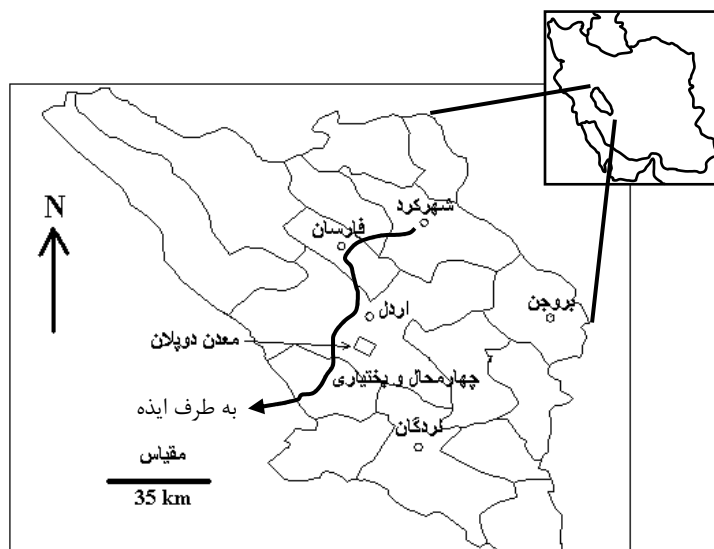 N
شهرکرد
فارسان
بروجن
اردل
معدن دوپلان
چهارمحال و بختیاری
به طرف ایذه
لردگان
مقیاس
35 km